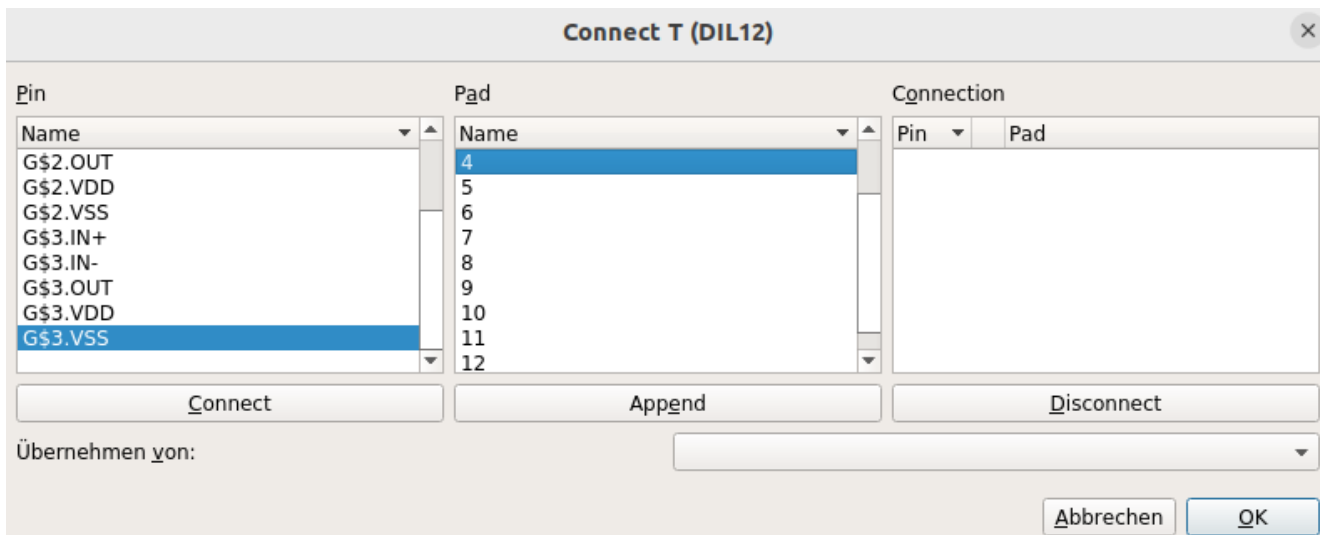 Connect T (DIL12)
Pin
Pad
Connection
Name
Name
Pin
Pad
G$2.OUT
G$2.VDD
G$2.VSS
G$3.IN+
G$3.IN-
G$3.OUT
G$3.VDD
G$3.VSS
4
5
6
7
8
9
10
11
12
Connect
Append
Disconnect
Übernehmen von:
Abbrechen
OK